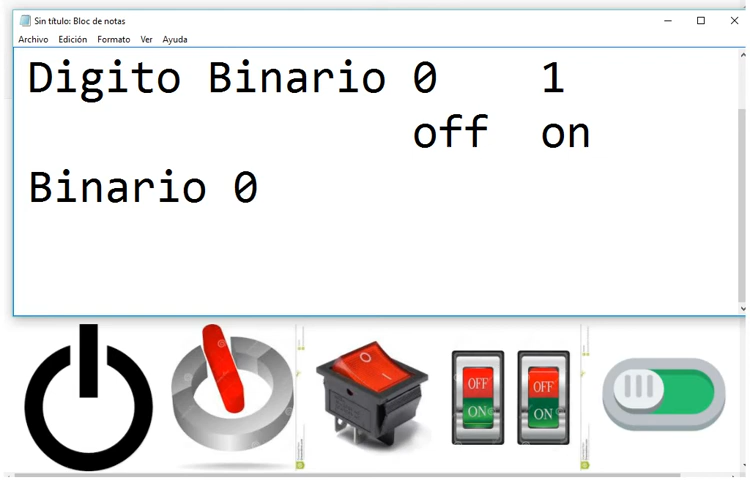 Sin título: Bloc de notas
Archivo Edición Formato Ver Ayuda
Digito Binario 0 1
off on
Binario 0
OFF OFF
ON ON